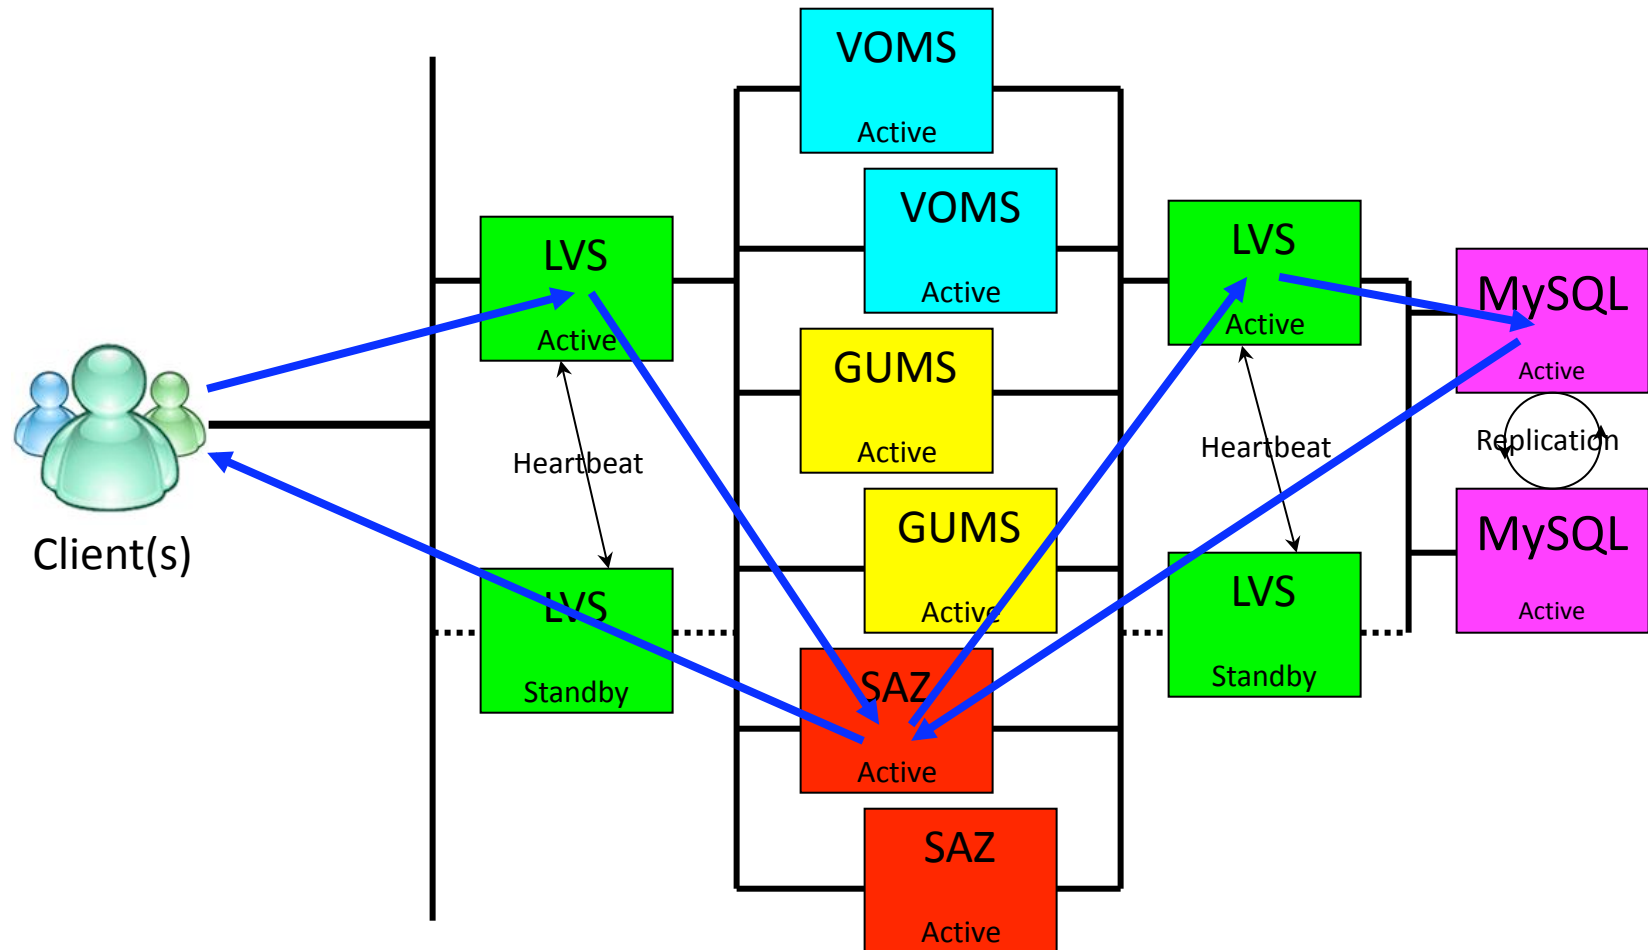 Client(s)
LVS
Active
Heartbeat
LVS
Standby
VOMS
Active
VOMS
Active
GUMS
Active
GUMS
Active
SAZ
Active
SAZ
Active
LVS
Active
Heartbeat
LVS
Standby
MySQL
Active
Replication
MySQL
Active